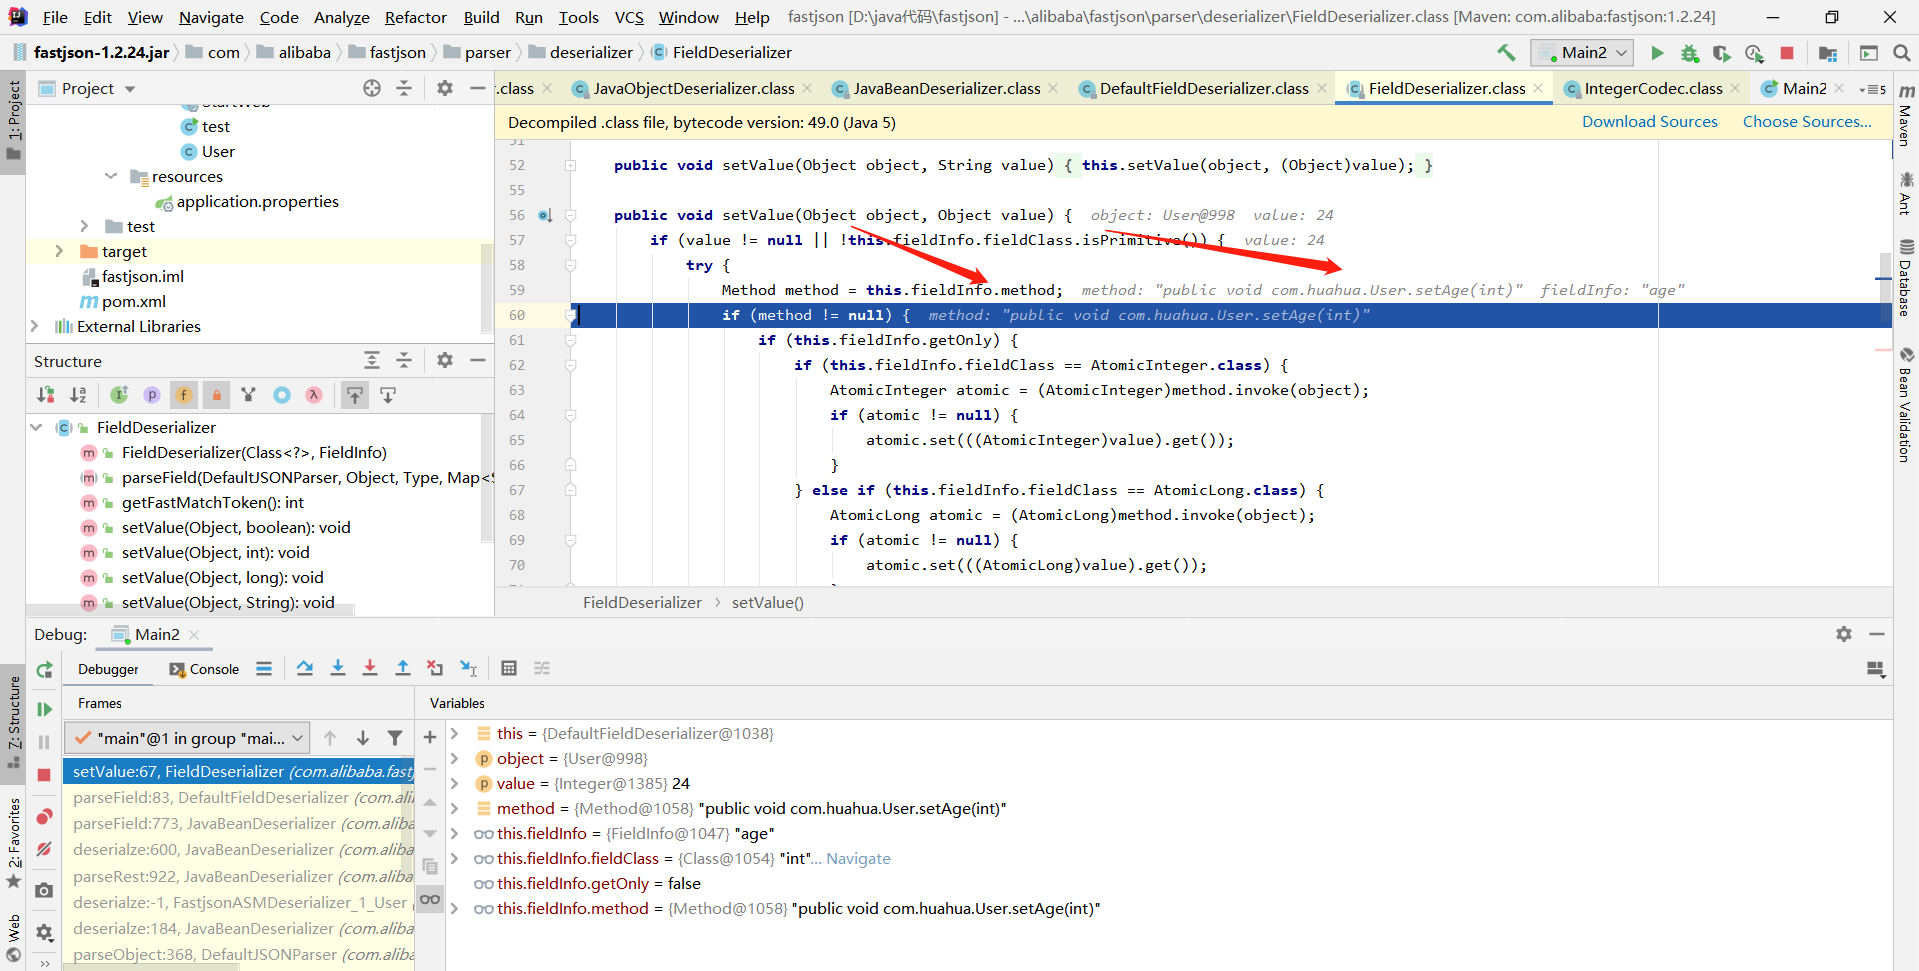 File Edit View Navigate Code Analyze Refactor Build Run Tools VCS Window Help fastjson [D:\java代码\fastjson] - ...\alibaba\fastjson\parser\deserializer\FieldDeserializer.class [Maven: com.alibaba:fastjson:1.2.24]
fastjson-1.2.24.jar com alibaba fastjson parser deserializer FieldDeserializer
Main2
1: Project
Project
StartWeb
test
User
resources
application.properties
test
target
fastjson.iml
pom.xml
External Libraries
Structure
FieldDeserializer
FieldDeserializer(Class<?>, FieldInfo)
parseField(DefaultJSONParser, Object, Type, Map<S
getFastMatchToken(): int
setValue(Object, boolean): void
setValue(Object, int): void
setValue(Object, long): void
setValue(Object, String): void
r.class JavaObjectDeserializer.class JavaBeanDeserializer.class DefaultFieldDeserializer.class FieldDeserializer.class IntegerCodec.class Main2 5
Decompiled .class file, bytecode version: 49.0 (Java 5) Download Sources Choose Sources...
51
52 public void setValue(Object object, String value) { this.setValue(object, (Object)value); }
55
56 public void setValue(Object object, Object value) { object: User@998 value: 24
57 if (value != null || !this.fieldInfo.fieldClass.isPrimitive()) { value: 24
58 try {
59 Method method = this.fieldInfo.method; method: "public void com.huahua.User.setAge(int)" fieldInfo: "age"
60 if (method != null) { method: "public void com.huahua.User.setAge(int)"
61 if (this.fieldInfo.getOnly) {
62 if (this.fieldInfo.fieldClass == AtomicInteger.class) {
63 AtomicInteger atomic = (AtomicInteger)method.invoke(object);
64 if (atomic != null) {
65 atomic.set(((AtomicInteger)value).get());
66 }
67 } else if (this.fieldInfo.fieldClass == AtomicLong.class) {
68 AtomicLong atomic = (AtomicLong)method.invoke(object);
69 if (atomic != null) {
70 atomic.set(((AtomicLong)value).get());
FieldDeserializer setValue()
Maven
Ant
Database
Bean Validation
Debug: Main2
Debugger Console
Frames
"main"@1 in group "mai...
setValue:67, FieldDeserializer (com.alibaba.fastj
parseField:83, DefaultFieldDeserializer (com.alib
parseField:773, JavaBeanDeserializer (com.aliba
deserialze:600, JavaBeanDeserializer (com.aliba
parseRest:922, JavaBeanDeserializer (com.alibab
deserialze:-1, FastjsonASMDeserializer_1_User (
deserialze:184, JavaBeanDeserializer (com.aliba
parseObject:368, DefaultJSONParser (com.aliba
Variables
this = {DefaultFieldDeserializer@1038}
object = {User@998}
value = {Integer@1385} 24
method = {Method@1058} "public void com.huahua.User.setAge(int)"
this.fieldInfo = {FieldInfo@1047} "age"
this.fieldInfo.fieldClass = {Class@1054} "int"... Navigate
this.fieldInfo.getOnly = false
this.fieldInfo.method = {Method@1058} "public void com.huahua.User.setAge(int)"
7: Structure
2: Favorites
Web